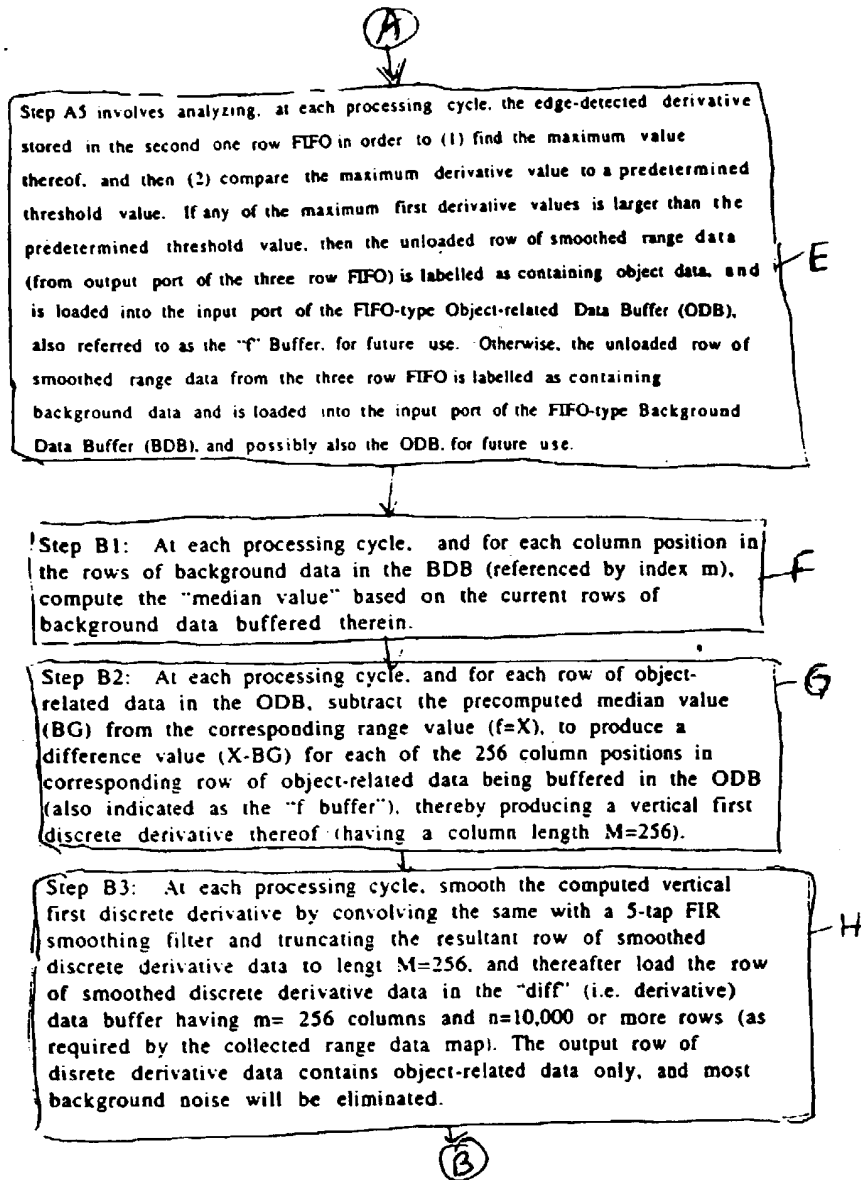 A
Step A5 involves analyzing, at each processing cycle, the edge-detected derivative
stored in the second one row FIFO in order to (1) find the maximum value
thereof, and then (2) compare the maximum derivative value to a predetermined
threshold value. If any of the maximum first derivative values is larger than the
predetermined threshold value, then the unloaded row of smoothed range data
(from output port of the three row FIFO) is labelled as containing object data, and
is loaded into the input port of the FIFO-type Object-related Data Buffer (ODB),
also referred to as the "f" Buffer, for future use. Otherwise, the unloaded row of
smoothed range data from the three row FIFO is labelled as containing
background data and is loaded into the input port of the FIFO-type Background
Data Buffer (BDB), and possibly also the ODB, for future use.
E
Step B1: At each processing cycle, and for each column position in
the rows of background data in the BDB (referenced by index m),
compute the "median value" based on the current rows of
background data buffered therein.
F
Step B2: At each processing cycle, and for each row of object-
related data in the ODB, subtract the precomputed median value
(BG) from the corresponding range value (f=X), to produce a
difference value (X-BG) for each of the 256 column positions in
corresponding row of object-related data being buffered in the ODB
(also indicated as the "f buffer"), thereby producing a vertical first
discrete derivative thereof (having a column length M=256).
G
Step B3: At each processing cycle, smooth the computed vertical
first discrete derivative by convolving the same with a 5-tap FIR
smoothing filter and truncating the resultant row of smoothed
discrete derivative data to lengt M=256, and thereafter load the row
of smoothed discrete derivative data in the "diff" (i.e. derivative)
data buffer having m= 256 columns and n=10,000 or more rows (as
required by the collected range data map). The output row of
disrete derivative data contains object-related data only, and most
background noise will be eliminated.
H
B